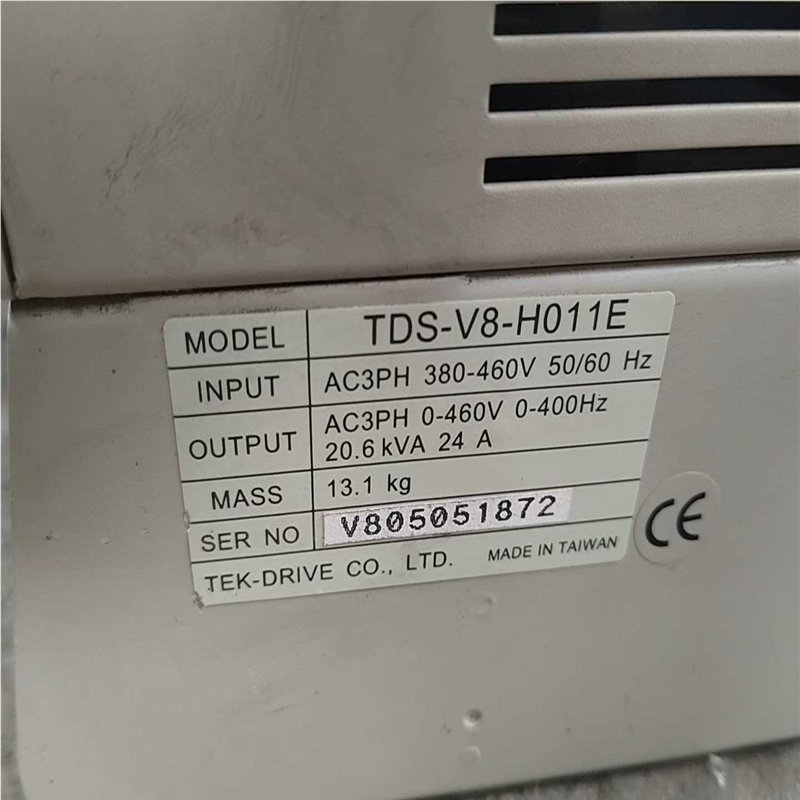 MODEL TDS-V8-H011E
INPUT AC3PH 380-460V 50/60 Hz
OUTPUT AC3PH 0-460V 0-400Hz
20.6 kVA 24 A
MASS 13.1 kg
SER NO V805051872
TEK-DRIVE CO., LTD. MADE IN TAIWAN
CE